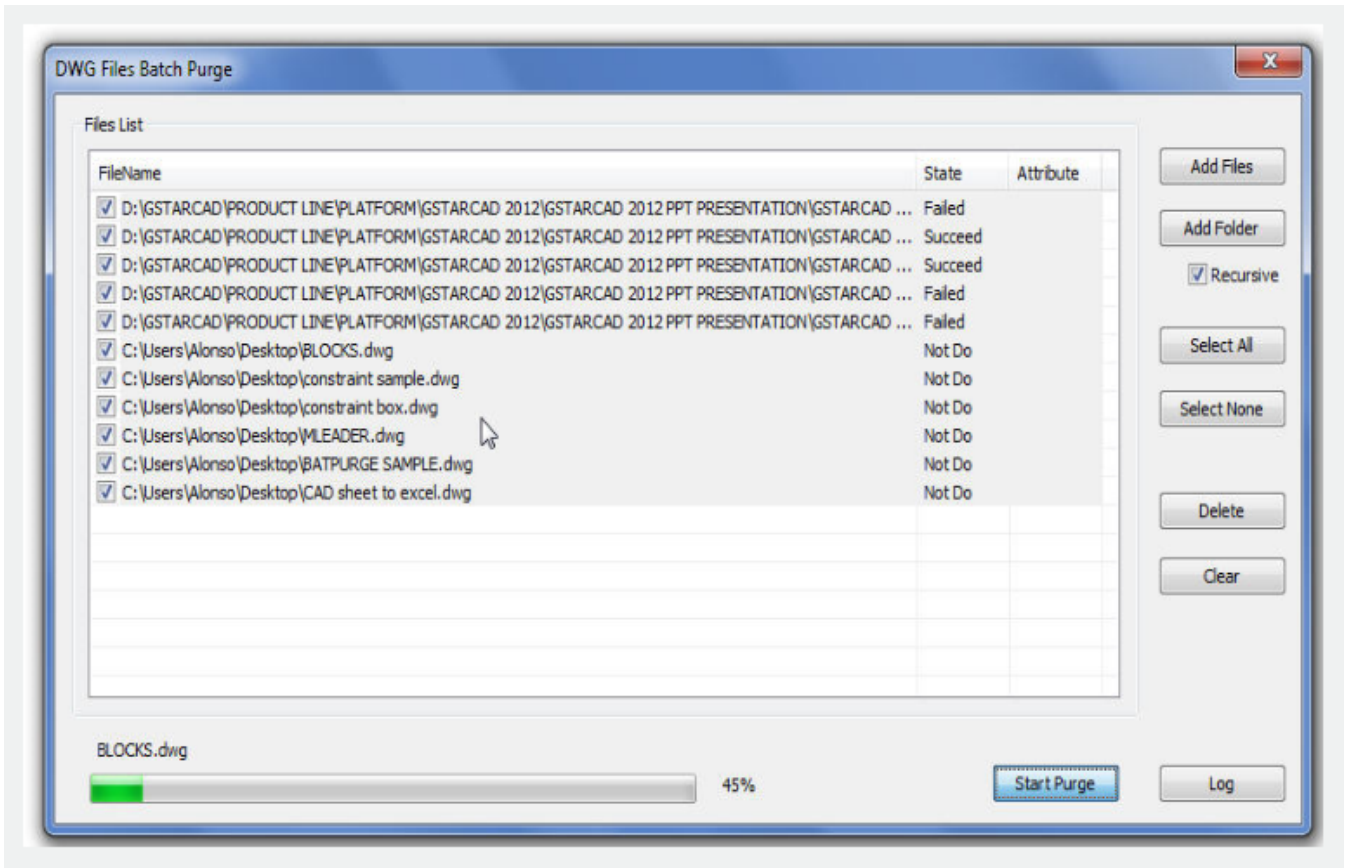 DWG Files Batch Purge
Files List
FileName State Attribute
D:\GSTARCAD\PRODUCT LINE\PLATFORM\GSTARCAD 2012\GSTARCAD 2012 PPT PRESENTATION\GSTARCAD ... Failed
D:\GSTARCAD\PRODUCT LINE\PLATFORM\GSTARCAD 2012\GSTARCAD 2012 PPT PRESENTATION\GSTARCAD ... Succeed
D:\GSTARCAD\PRODUCT LINE\PLATFORM\GSTARCAD 2012\GSTARCAD 2012 PPT PRESENTATION\GSTARCAD ... Succeed
D:\GSTARCAD\PRODUCT LINE\PLATFORM\GSTARCAD 2012\GSTARCAD 2012 PPT PRESENTATION\GSTARCAD ... Failed
D:\GSTARCAD\PRODUCT LINE\PLATFORM\GSTARCAD 2012\GSTARCAD 2012 PPT PRESENTATION\GSTARCAD ... Failed
C:\Users\Alonso\Desktop\BLOCKS.dwg Not Do
C:\Users\Alonso\Desktop\constraint sample.dwg Not Do
C:\Users\Alonso\Desktop\constraint box.dwg Not Do
C:\Users\Alonso\Desktop\MLEADER.dwg Not Do
C:\Users\Alonso\Desktop\BATPURGE SAMPLE.dwg Not Do
C:\Users\Alonso\Desktop\CAD sheet to excel.dwg Not Do
Add Files
Add Folder
Recursive
Select All
Select None
Delete
Clear
BLOCKS.dwg
45%
Start Purge
Log